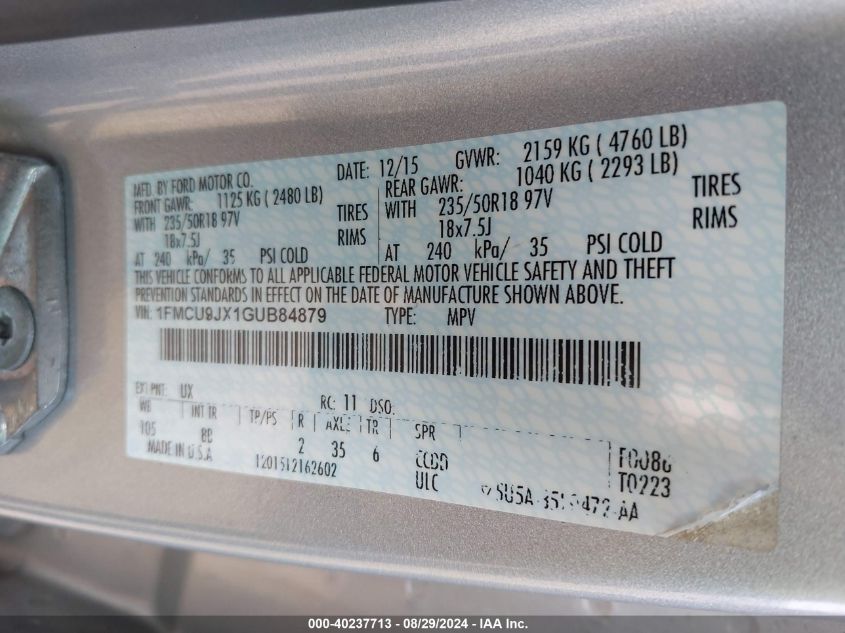 MFD. BY FORD MOTOR CO.
DATE: 12/15 GVWR: 2159 KG ( 4760 LB)
FRONT GAWR: 1125 KG ( 2480 LB)
REAR GAWR: 1040 KG ( 2293 LB)
WITH 235/50R18 97V TIRES
WITH 235/50R18 97V TIRES
18x7.5J RIMS
18x7.5J RIMS
AT 240 kPa/ 35 PSI COLD
AT 240 kPa/ 35 PSI COLD
THIS VEHICLE CONFORMS TO ALL APPLICABLE FEDERAL MOTOR VEHICLE SAFETY AND THEFT
PREVENTION STANDARDS IN EFFECT ON THE DATE OF MANUFACTURE SHOWN ABOVE.
VIN: 1FMCU9JX1GUB84879 TYPE: MPV
EXT PNT: UX RC: 11 DSO:
WB INT TR TP/PS R AXLE TR SPR
105 8B 2 35 6 CCDD
MADE IN U.S.A 1201512162602 ULC
T0223
000-40237713 - 08/29/2024 - IAA Inc.